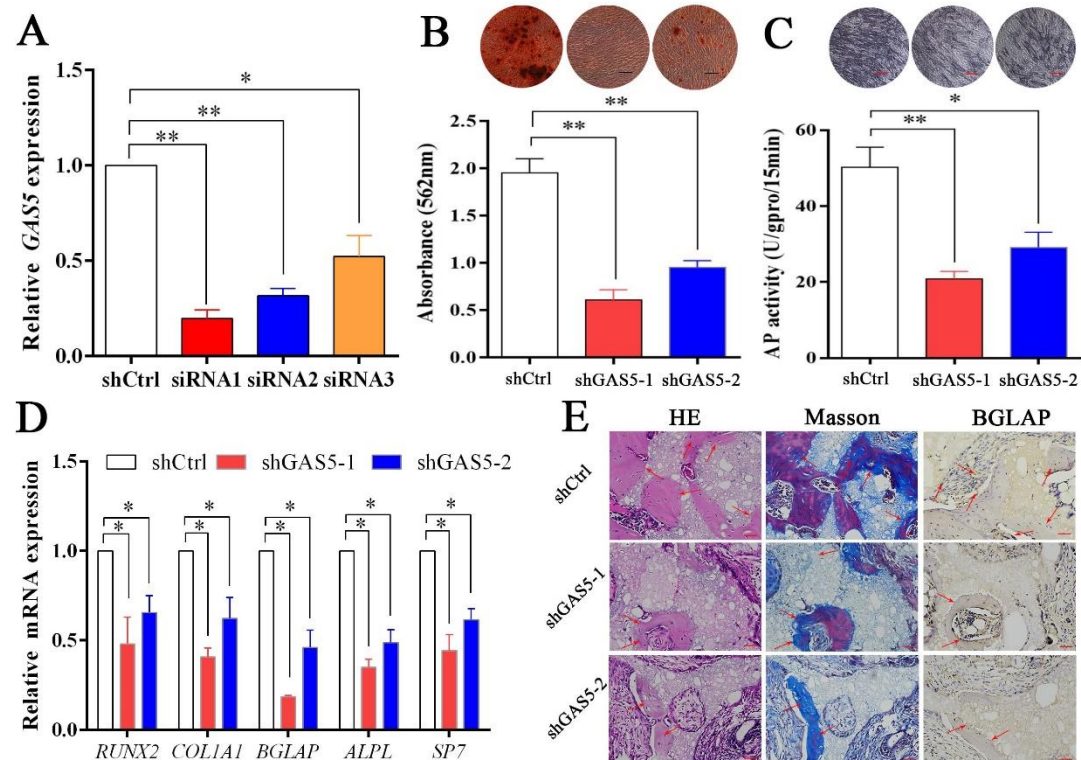 A
Relative GAS5 expression
1.5
1.0
0.5
0.0
*
**
**
shCtrl siRNA1 siRNA2 siRNA3
B
Absorbance (562nm)
2.5
2.0
1.5
1.0
0.5
0.0
**
**
shCtrl shGAS5-1 shGAS5-2
C
AP activity (U/gpro/15min)
60
40
20
0
*
**
shCtrl shGAS5-1 shGAS5-2
D
shCtrl shGAS5-1 shGAS5-2
Relative mRNA expression
1.5
1.0
0.5
0.0
* * * * *
* * * * *
RUNX2 COL1A1 BGLAP ALPL SP7
E
HE Masson BGLAP
shCtrl
shGAS5-1
shGAS5-2